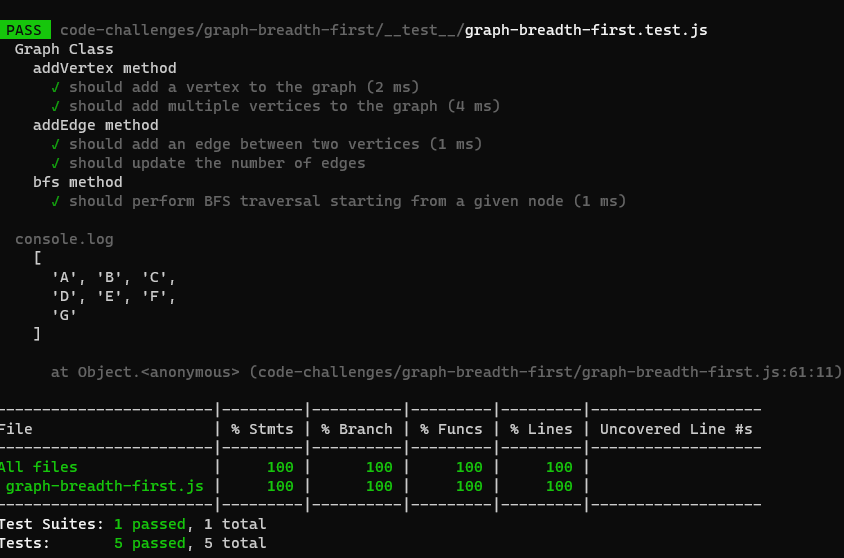 PASS code-challenges/graph-breadth-first/__test__/graph-breadth-first.test.js
Graph Class
addVertex method
√ should add a vertex to the graph (2 ms)
√ should add multiple vertices to the graph (4 ms)
addEdge method
√ should add an edge between two vertices (1 ms)
√ should update the number of edges
bfs method
√ should perform BFS traversal starting from a given node (1 ms)
console.log
[
'A', 'B', 'C',
'D', 'E', 'F',
'G'
]
at Object.<anonymous> (code-challenges/graph-breadth-first/graph-breadth-first.js:61:11)
------------------------|---------|----------|---------|---------|-------------------
File | % Stmts | % Branch | % Funcs | % Lines | Uncovered Line #s
------------------------|---------|----------|---------|---------|-------------------
All files | 100 | 100 | 100 | 100 |
graph-breadth-first.js | 100 | 100 | 100 | 100 |
------------------------|---------|----------|---------|---------|-------------------
Test Suites: 1 passed, 1 total
Tests: 5 passed, 5 total